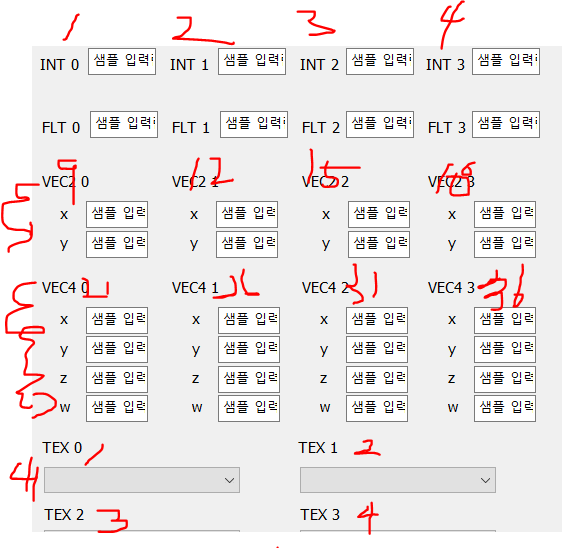 1 2 3 4
INT 0 샘플 입력i INT 1 샘플 입력i INT 2 샘플 입력i INT 3 샘플 입력i
FLT 0 샘플 입력i FLT 1 샘플 입력i FLT 2 샘플 입력i FLT 3 샘플 입력i
9 12 15 18
VEC2 0 VEC2 1 VEC2 2 VEC2 3
x 샘플 입력 x 샘플 입력 x 샘플 입력 x 샘플 입력
y 샘플 입력 y 샘플 입력 y 샘플 입력 y 샘플 입력
VEC4 0 21 VEC4 1 26 VEC4 2 31 VEC4 3 36
x 샘플 입력 x 샘플 입력 x 샘플 입력 x 샘플 입력
y 샘플 입력 y 샘플 입력 y 샘플 입력 y 샘플 입력
z 샘플 입력 z 샘플 입력 z 샘플 입력 z 샘플 입력
w 샘플 입력 w 샘플 입력 w 샘플 입력 w 샘플 입력
TEX 0 1 TEX 1 2
4
TEX 2 3 TEX 3 4